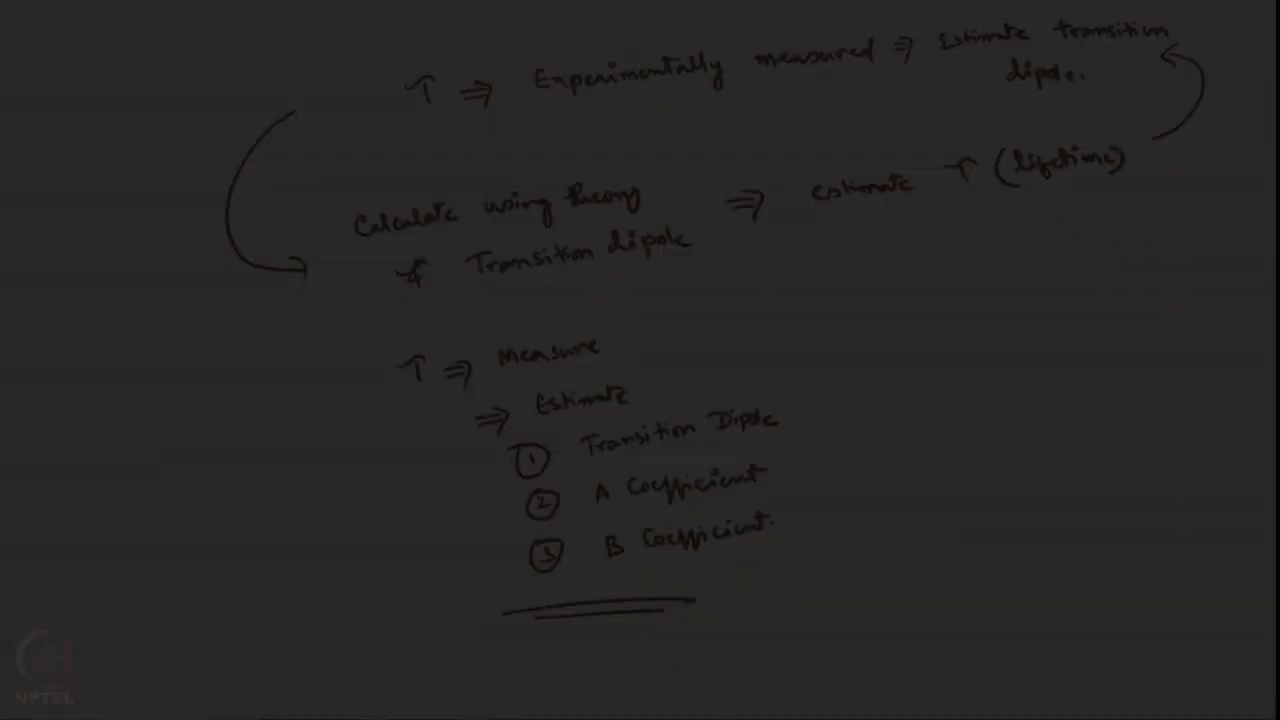 τ ⇒ Experimentally measured ⇒ Estimate transition
dipole.
Calculate using theory ⇒ estimate τ (lifetime)
* Transition dipole
τ ⇒ Measure
⇒ Estimate
① Transition Dipole
② A Coefficient
③ B Coefficient.
NPTEL